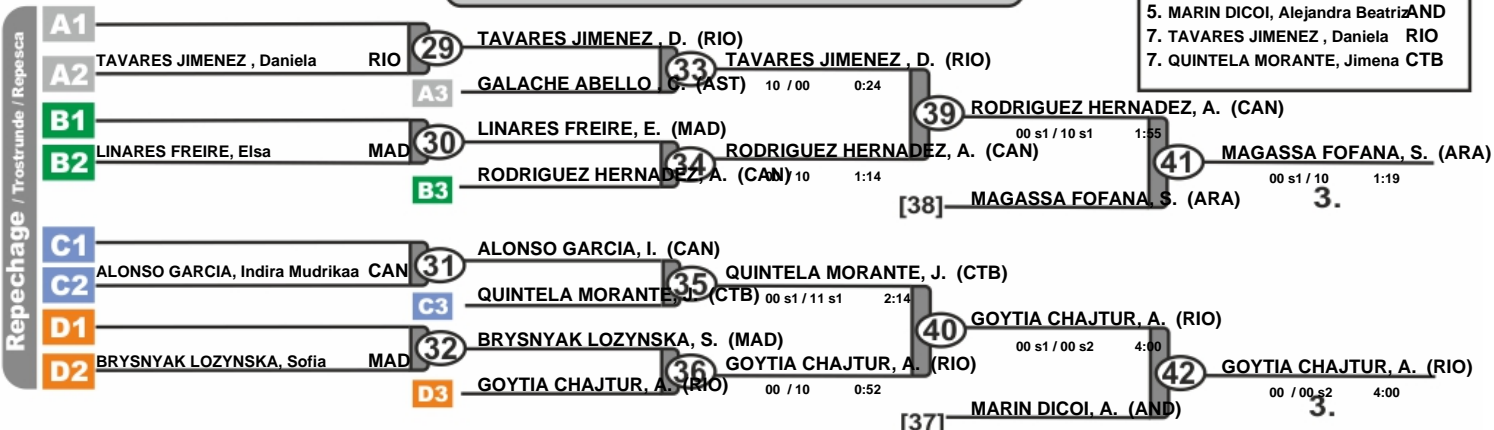 5. MARIN DICOI, Alejandra Beatriz AND
7. TAVARES JIMENEZ , Daniela RIO
7. QUINTELA MORANTE, Jimena CTB
Repechage / Trostrunde / Repesca
A1
TAVARES JIMENEZ , Daniela RIO
A2
29
TAVARES JIMENEZ , D. (RIO)
A3
GALACHE ABELLO , C. (AST)
33
TAVARES JIMENEZ , D. (RIO)
10 / 00 0:24
B1
LINARES FREIRE, Elsa MAD
B2
30
LINARES FREIRE, E. (MAD)
B3
RODRIGUEZ HERNADEZ, A. (CAN)
34
RODRIGUEZ HERNADEZ, A. (CAN)
00 / 10 1:14
39
RODRIGUEZ HERNADEZ, A. (CAN)
00 s1 / 10 s1 1:55
[38]
MAGASSA FOFANA, S. (ARA)
41
MAGASSA FOFANA, S. (ARA)
00 s1 / 10 1:19
3.
C1
ALONSO GARCIA, Indira Mudrikaa CAN
C2
31
ALONSO GARCIA, I. (CAN)
C3
QUINTELA MORANTE, J. (CTB)
35
QUINTELA MORANTE, J. (CTB)
00 s1 / 11 s1 2:14
D1
BRYSNYAK LOZYNSKA, Sofia MAD
D2
32
BRYSNYAK LOZYNSKA, S. (MAD)
D3
GOYTIA CHAJTUR, A. (RIO)
36
GOYTIA CHAJTUR, A. (RIO)
00 / 10 0:52
40
GOYTIA CHAJTUR, A. (RIO)
00 s1 / 00 s2 4:00
[37]
MARIN DICOI, A. (AND)
42
GOYTIA CHAJTUR, A. (RIO)
00 / 00 s2 4:00
3.